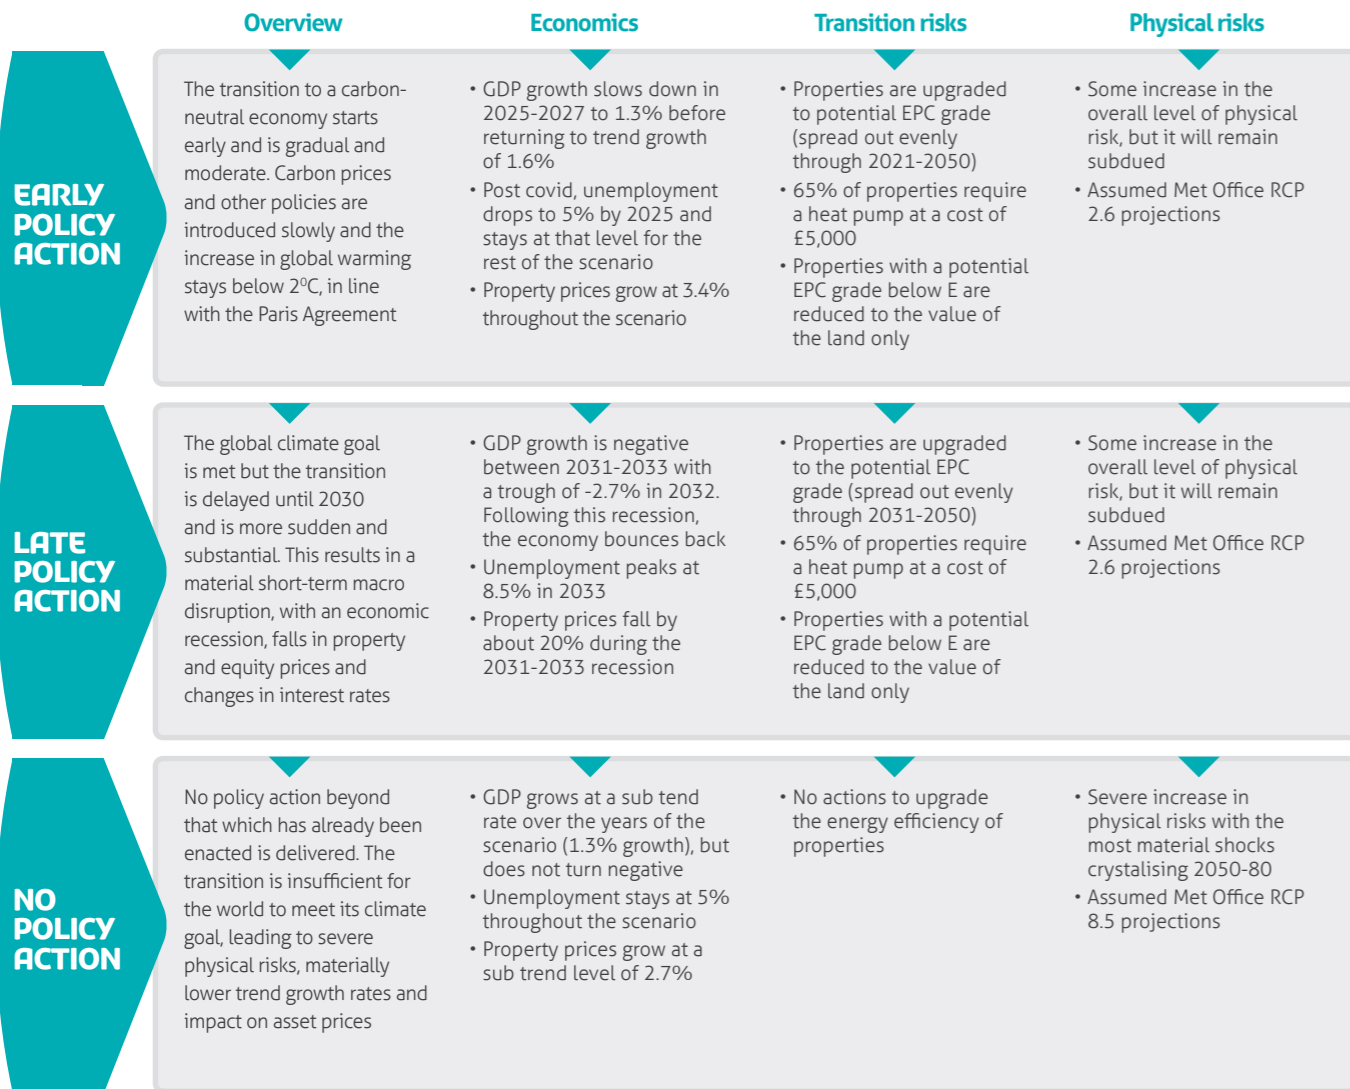 Overview
Economics
Transition risks
Physical risks
EARLY
POLICY
ACTION
The transition to a carbon-
neutral economy starts
early and is gradual and
moderate. Carbon prices
and other policies are
introduced slowly and the
increase in global warming
stays below 2⁰C, in line
with the Paris Agreement
• GDP growth slows down in
2025-2027 to 1.3% before
returning to trend growth
of 1.6%
• Post covid, unemployment
drops to 5% by 2025 and
stays at that level for the
rest of the scenario
• Property prices grow at 3.4%
throughout the scenario
• Properties are upgraded
to potential EPC grade
(spread out evenly
through 2021-2050)
• 65% of properties require
a heat pump at a cost of
£5,000
• Properties with a potential
EPC grade below E are
reduced to the value of
the land only
• Some increase in the
overall level of physical
risk, but it will remain
subdued
• Assumed Met Office RCP
2.6 projections
LATE
POLICY
ACTION
The global climate goal
is met but the transition
is delayed until 2030
and is more sudden and
substantial. This results in a
material short-term macro
disruption, with an economic
recession, falls in property
and equity prices and
changes in interest rates
• GDP growth is negative
between 2031-2033 with
a trough of -2.7% in 2032.
Following this recession,
the economy bounces back
• Unemployment peaks at
8.5% in 2033
• Property prices fall by
about 20% during the
2031-2033 recession
• Properties are upgraded
to the potential EPC
grade (spread out evenly
through 2031-2050)
• 65% of properties require
a heat pump at a cost of
£5,000
• Properties with a potential
EPC grade below E are
reduced to the value of
the land only
• Some increase in the
overall level of physical
risk, but it will remain
subdued
• Assumed Met Office RCP
2.6 projections
NO
POLICY
ACTION
No policy action beyond
that which has already been
enacted is delivered. The
transition is insufficient for
the world to meet its climate
goal, leading to severe
physical risks, materially
lower trend growth rates and
impact on asset prices
• GDP grows at a sub tend
rate over the years of the
scenario (1.3% growth), but
does not turn negative
• Unemployment stays at 5%
throughout the scenario
• Property prices grow at a
sub trend level of 2.7%
• No actions to upgrade
the energy efficiency of
properties
• Severe increase in
physical risks with the
most material shocks
crystalising 2050-80
• Assumed Met Office RCP
8.5 projections